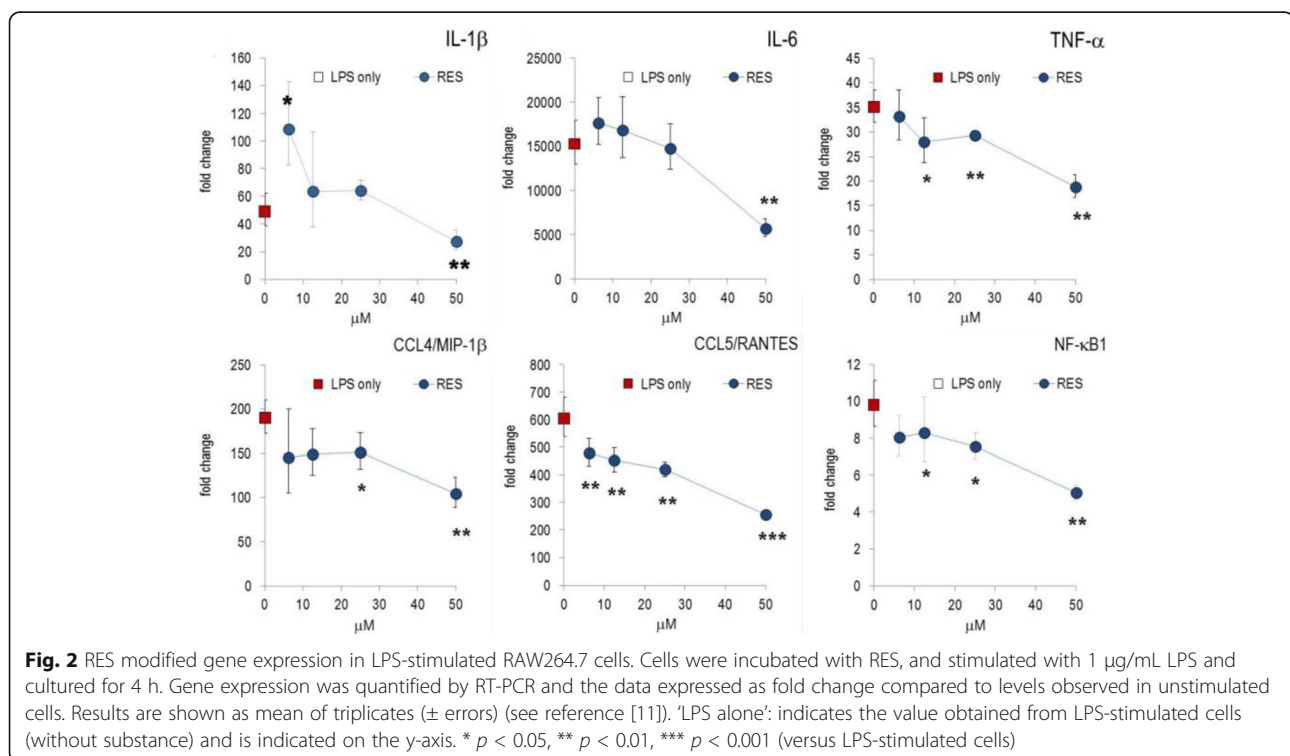 IL-1β
160
140
120
100
80
60
40
20
0
fold change
LPS only RES
*
**
0 10 20 30 40 50
μM
IL-6
25000
20000
15000
10000
5000
0
fold change
LPS only RES
**
0 10 20 30 40 50
μM
TNF-α
45
40
35
30
25
20
15
10
5
0
fold change
LPS only RES
*
**
**
0 10 20 30 40 50
μM
CCL4/MIP-1β
250
200
150
100
50
0
fold change
LPS only RES
*
**
0 10 20 30 40 50
μM
CCL5/RANTES
800
700
600
500
400
300
200
100
0
fold change
LPS only RES
**
**
**
***
0 10 20 30 40 50
μM
NF-κB1
12
10
8
6
4
2
0
fold change
LPS only RES
*
*
**
0 10 20 30 40 50
μM
Fig. 2 RES modified gene expression in LPS-stimulated RAW264.7 cells. Cells were incubated with RES, and stimulated with 1 μg/mL LPS and
cultured for 4 h. Gene expression was quantified by RT-PCR and the data expressed as fold change compared to levels observed in unstimulated
cells. Results are shown as mean of triplicates (± errors) (see reference [11]). ‘LPS alone’: indicates the value obtained from LPS-stimulated cells
(without substance) and is indicated on the y-axis. * p < 0.05, ** p < 0.01, *** p < 0.001 (versus LPS-stimulated cells)